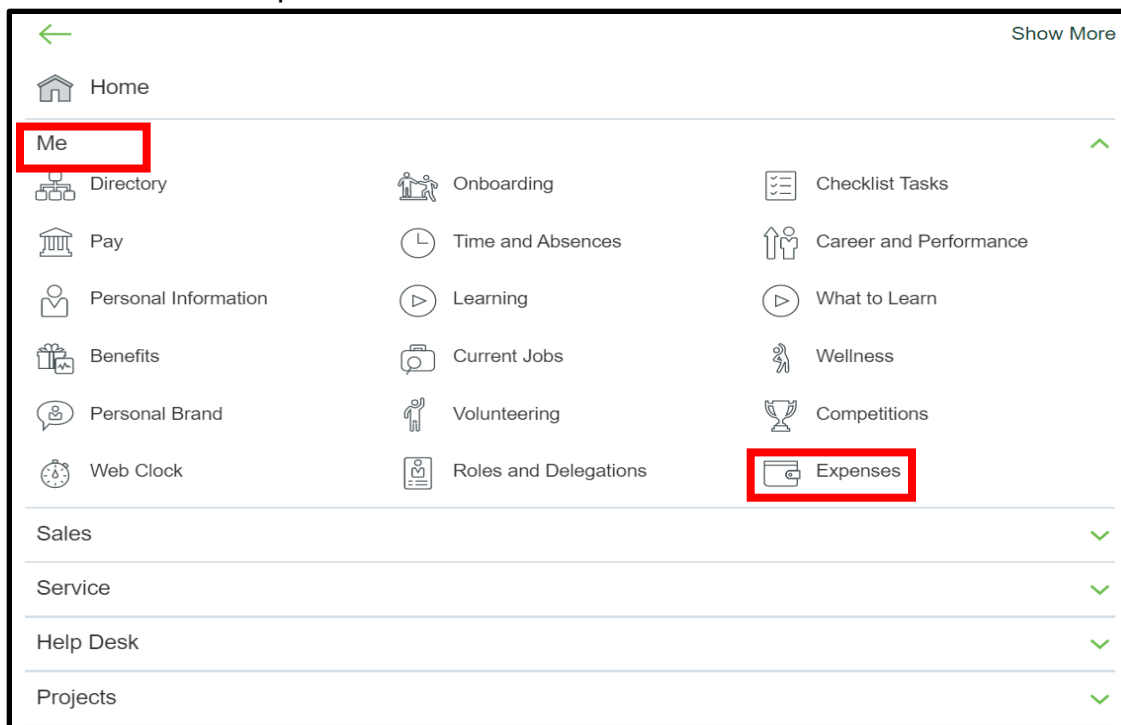 Show More
Home
Me
Directory
Onboarding
Checklist Tasks
Pay
Time and Absences
Career and Performance
Personal Information
Learning
What to Learn
Benefits
Current Jobs
Wellness
Personal Brand
Volunteering
Competitions
Web Clock
Roles and Delegations
Expenses
Sales
Service
Help Desk
Projects